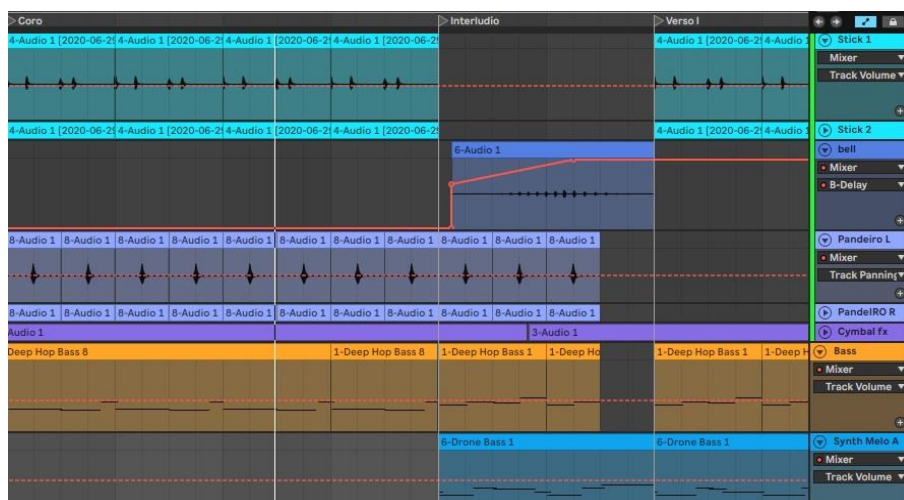 Coro Interludio Verso I
4-Audio 1 [2020-06-2! 4-Audio 1 [2020-06-2! 4-Audio 1 [2020-06-2! 4-Audio 1 [2020-06-2! 4-Audio 1 [2020-06-2! 4-Audio 1 Stick 1
Mixer
Track Volume
4-Audio 1 [2020-06-2! 4-Audio 1 [2020-06-2! 4-Audio 1 [2020-06-2! 4-Audio 1 [2020-06-2! 4-Audio 1 [2020-06-2! 4-Audio 1 Stick 2
6-Audio 1 bell
Mixer
B-Delay
8-Audio 1 8-Audio 1 8-Audio 1 8-Audio 1 8-Audio 1 8-Audio 1 8-Audio 1 8-Audio 1 8-Audio 1 8-Audio 1 8-Audio 1 Pandeiro L
Mixer
Track Panning
8-Audio 1 8-Audio 1 8-Audio 1 8-Audio 1 8-Audio 1 8-Audio 1 8-Audio 1 8-Audio 1 8-Audio 1 8-Audio 1 8-Audio 1 PandeIRO R
Audio 1 3-Audio 1 Cymbal fx
Deep Hop Bass 8 1-Deep Hop Bass 8 1-Deep Hop Bass 1 1-Deep Ho 1-Deep Hop Bass 1 1-Deep H Bass
Mixer
Track Volume
6-Drone Bass 1 6-Drone Bass 1 Synth Melo A
Mixer
Track Volume